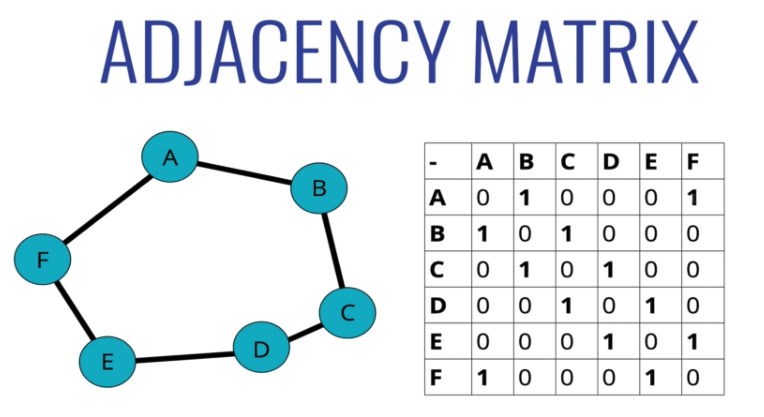 ADJACENCY MATRIX
A
B
F
C
D
E
- A B C D E F
A 0 1 0 0 0 1
B 1 0 1 0 0 0
C 0 1 0 1 0 0
D 0 0 1 0 1 0
E 0 0 0 1 0 1
F 1 0 0 0 1 0